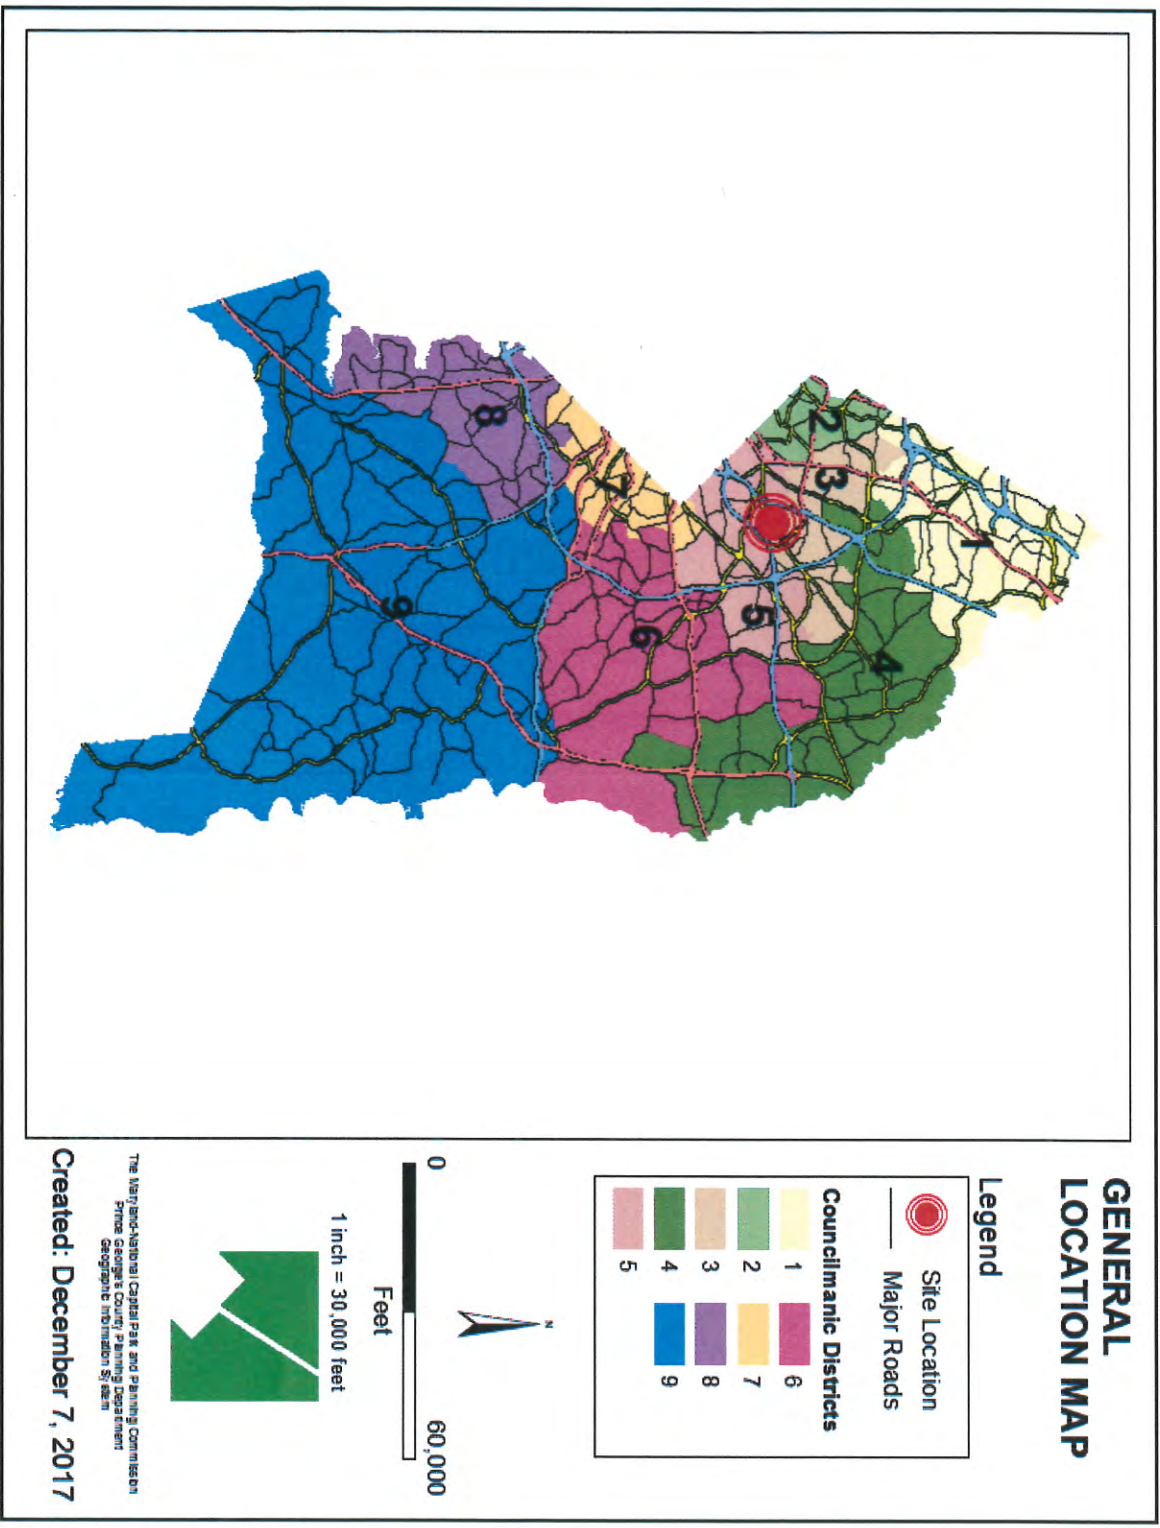 GENERAL
LOCATION MAP
Legend
Site Location
Major Roads
Councilmanic Districts
1
2
3
4
5
6
7
8
9
N
0
60,000
Feet
1 inch = 30,000 feet
The Maryland-National Capital Park and Planning Commission
Prince George's County Planning Department
Geographic Information System
Created: December 7, 2017
1
2
3
4
5
6
7
8
9